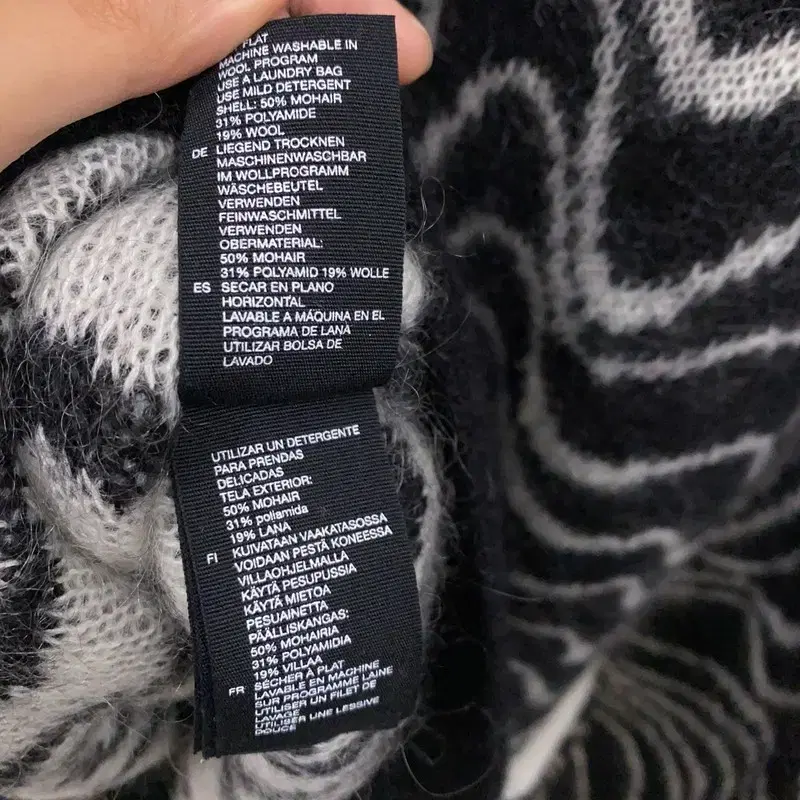 FLAT
MACHINE WASHABLE IN
WOOL PROGRAM
USE A LAUNDRY BAG
USE MILD DETERGENT
SHELL: 50% MOHAIR
31% POLYAMIDE
19% WOOL
DE LIEGEND TROCKNEN
MASCHINENWASCHBAR
IM WOLLPROGRAMM
WÄSCHEBEUTEL
VERWENDEN
FEINWASCHMITTEL
VERWENDEN
OBERMATERIAL:
50% MOHAIR
31% POLYAMID 19% WOLLE
ES SECAR EN PLANO
HORIZONTAL
LAVABLE A MÁQUINA EN EL
PROGRAMA DE LANA
UTILIZAR BOLSA DE
LAVADO
UTILIZAR UN DETERGENTE
PARA PRENDAS
DELICADAS
TELA EXTERIOR:
50% MOHAIR
31% poliamida
19% LANA
FI KUIVATAAN VAAKATASOSSA
VOIDAAN PESTÄ KONEESSA
VILLAOHJELMALLA
KÄYTÄ PESUPUSSIA
KÄYTÄ MIETOA
PESUAINETTA
PÄÄLLISKANGAS:
50% MOHAIRIA
31% POLYAMIDIA
19% VILLAA
FR SÉCHER À PLAT
LAVABLE EN MACHINE
SUR PROGRAMME LAINE
UTILISER UN FILET DE
LAVAGE
UTILISER UNE LESSIVE
DOUCE